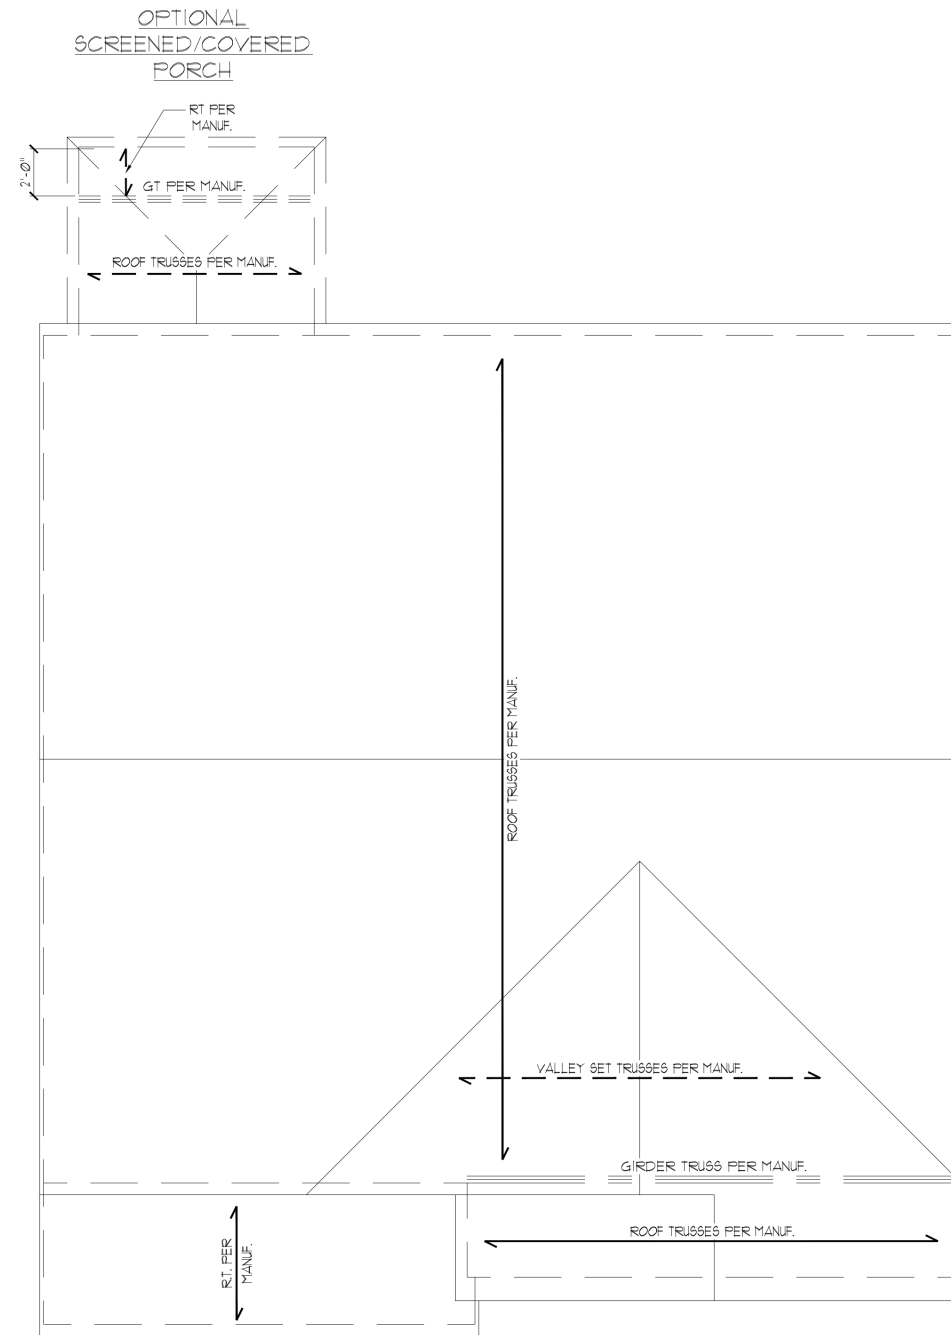 OPTIONAL
SCREENED/COVERED
PORCH
RT PER
MANUF.
2'-0"
GT PER MANUF.
ROOF TRUSSES PER MANUF.
ROOF TRUSSES PER MANUF.
VALLEY SET TRUSSES PER MANUF.
GIRDER TRUSS PER MANUF.
ROOF TRUSSES PER MANUF.
RT. PER
MANUF.